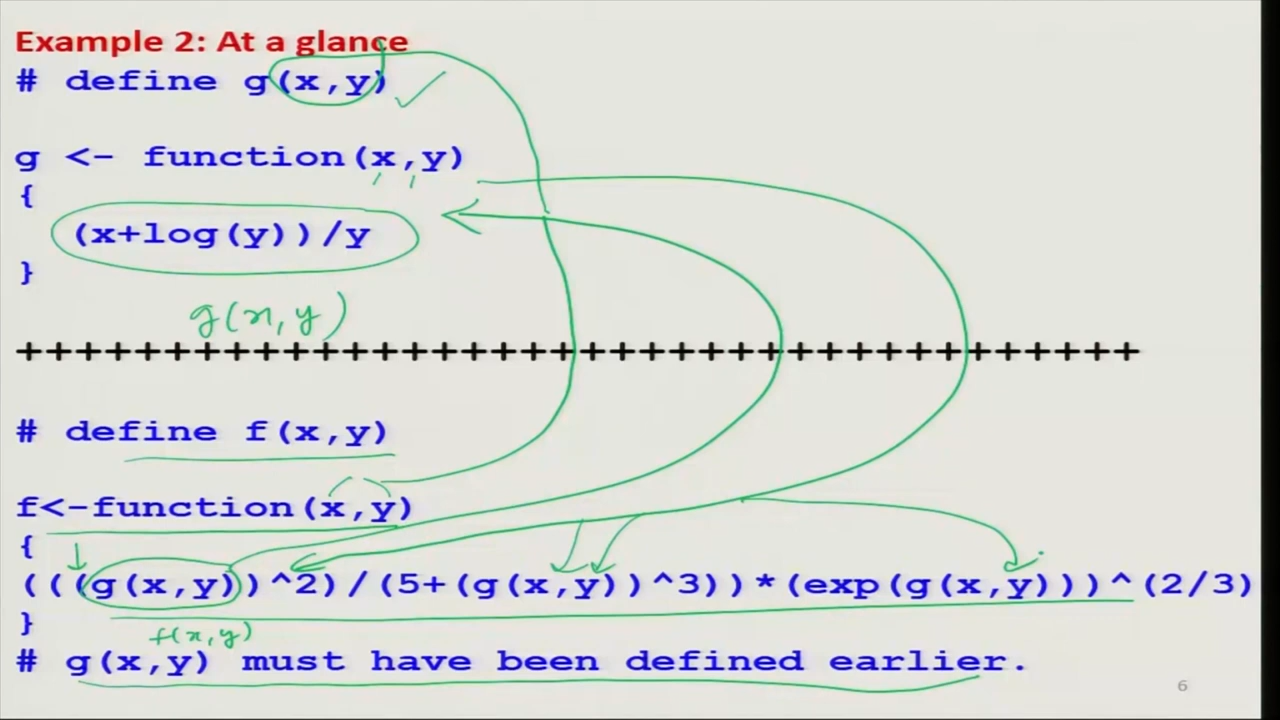 Example 2: At a glance
# define g(x,y)
g <- function(x,y)
{
(x+log(y))/y
}
g(x,y)
+++++++++++++++++++++++++++++++++++++++
# define f(x,y)
f<-function(x,y)
{
(((g(x,y))^2)/(5+(g(x,y))^3))*(exp(g(x,y)))^(2/3)
}
f(x,y)
# g(x,y) must have been defined earlier.
6